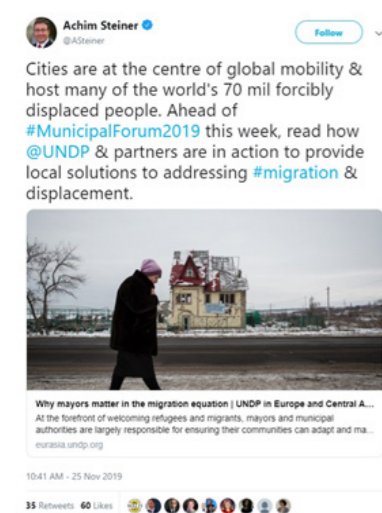 Achim Steiner
@ASteiner
Follow
Cities are at the centre of global mobility &
host many of the world's 70 mil forcibly
displaced people. Ahead of
#MunicipalForum2019 this week, read how
@UNDP & partners are in action to provide
local solutions to addressing #migration &
displacement.
Why mayors matter in the migration equation | UNDP in Europe and Central A...
At the forefront of welcoming refugees and migrants, mayors and municipal
authorities are largely responsible for ensuring their communities can adapt and ma...
eurasia.undp.org
10:41 AM - 25 Nov 2019
35 Retweets 60 Likes